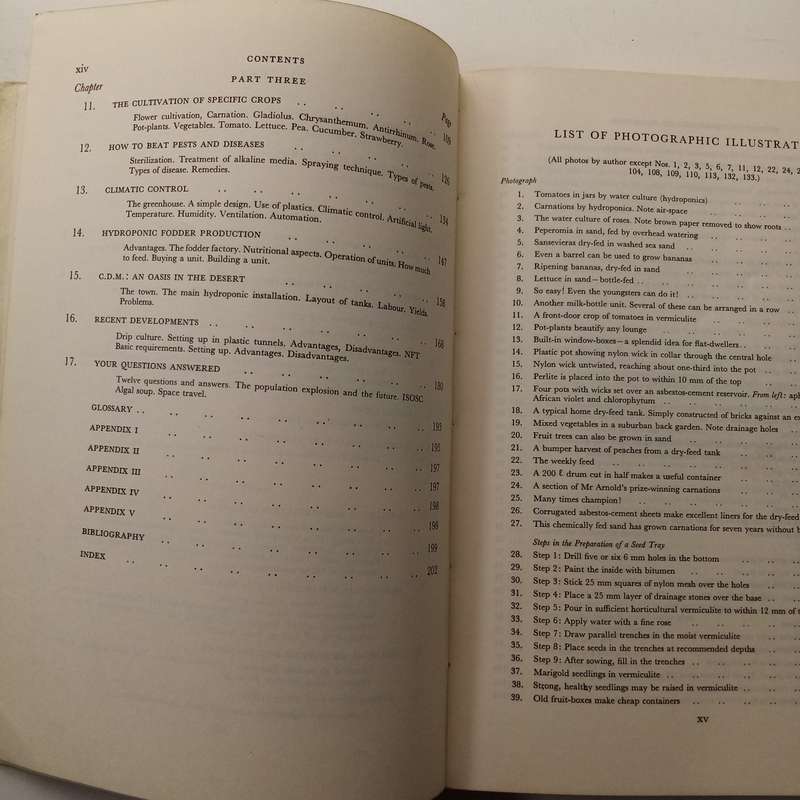 xiv
CONTENTS
PART THREE
Chapter
Page
11. THE CULTIVATION OF SPECIFIC CROPS . . . . . . . . 109
Flower cultivation, Carnation. Gladiolus. Chrysanthemum. Antirrhinum. Rose.
Pot-plants. Vegetables. Tomato. Lettuce. Pea. Cucumber. Strawberry.
12. HOW TO BEAT PESTS AND DISEASES . . . . . . . . 126
Sterilization. Treatment of alkaline media. Spraying technique. Types of pests.
Types of disease. Remedies.
13. CLIMATIC CONTROL . . . . . . . . . . 134
The greenhouse. A simple design. Use of plastics. Climatic control. Artificial light.
Temperature. Humidity. Ventilation. Automation.
14. HYDROPONIC FODDER PRODUCTION . . . . . . . . 147
Advantages. The fodder factory. Nutritional aspects. Operation of units. How much
to feed. Buying a unit. Building a unit.
15. C.D.M.: AN OASIS IN THE DESERT . . . . . . . . 158
The town. The main hydroponic installation. Layout of tanks. Labour. Yields.
Problems.
16. RECENT DEVELOPMENTS . . . . . . . . . . 168
Drip culture. Setting up in plastic tunnels. Advantages, Disadvantages. NFT
Basic requirements. Setting up. Advantages. Disadvantages.
17. YOUR QUESTIONS ANSWERED . . . . . . . . 180
Twelve questions and answers. The population explosion and the future. ISOSC
Algal soup. Space travel.
GLOSSARY . . . . . . . . . . . . 193
APPENDIX I . . . . . . . . . . . . 195
APPENDIX II . . . . . . . . . . . . 197
APPENDIX III . . . . . . . . . . . . 197
APPENDIX IV . . . . . . . . . . . . 198
APPENDIX V . . . . . . . . . . . . 198
BIBLIOGRAPHY . . . . . . . . . . . . 199
INDEX . . . . . . . . . . . . 202
LIST OF PHOTOGRAPHIC ILLUSTRAT
(All photos by author except Nos. 1, 2, 3, 5, 6, 7, 11, 12, 22, 24, 2
104, 108, 109, 110, 113, 132, 133.)
Photograph
1. Tomatoes in jars by water culture (hydroponics) . . . .
2. Carnations by hydroponics. Note air-space . . . .
3. The water culture of roses. Note brown paper removed to show roots . .
4. Peperomia in sand, fed by overhead watering . . . .
5. Sansevieras dry-fed in washed sea sand . . . . . .
6. Even a barrel can be used to grow bananas . . . .
7. Ripening bananas, dry-fed in sand . . . . . .
8. Lettuce in sand—bottle-fed . . . . . . . .
9. So easy! Even the youngsters can do it! . . . . . .
10. Another milk-bottle unit. Several of these can be arranged in a row . .
11. A front-door crop of tomatoes in vermiculite . . . .
12. Pot-plants beautify any lounge . . . . . .
13. Built-in window-boxes—a splendid idea for flat-dwellers . . . .
14. Plastic pot showing nylon wick in collar through the central hole . .
15. Nylon wick untwisted, reaching about one-third into the pot . .
16. Perlite is placed into the pot to within 10 mm of the top . .
17. Four pots with wicks set over an asbestos-cement reservoir. From left: aph
African violet and chlorophytum . . . . . .
18. A typical home dry-feed tank. Simply constructed of bricks against an ex
19. Mixed vegetables in a suburban back garden. Note drainage holes . .
20. Fruit trees can also be grown in sand . . . . . .
21. A bumper harvest of peaches from a dry-feed tank . . . .
22. The weekly feed . . . . . . . .
23. A 200 ℓ drum cut in half makes a useful container . . . .
24. A section of Mr Arnold's prize-winning carnations . . . .
25. Many times champion! . . . . . . . .
26. Corrugated asbestos-cement sheets make excellent liners for the dry-feed
27. This chemically fed sand has grown carnations for seven years without b
Steps in the Preparation of a Seed Tray
28. Step 1: Drill five or six 6 mm holes in the bottom . . . .
29. Step 2: Paint the inside with bitumen . . . . . .
30. Step 3: Stick 25 mm squares of nylon mesh over the holes . . . .
31. Step 4: Place a 25 mm layer of drainage stones over the base . . . .
32. Step 5: Pour in sufficient horticultural vermiculite to within 12 mm of t
33. Step 6: Apply water with a fine rose . . . . . .
34. Step 7: Draw parallel trenches in the moist vermiculite . . . .
35. Step 8: Place seeds in the trenches at recommended depths . . . .
36. Step 9: After sowing, fill in the trenches . . . . . .
37. Marigold seedlings in vermiculite . . . . . . . .
38. Strong, healthy seedlings may be raised in vermiculite . . . .
39. Old fruit-boxes make cheap containers . . . . . .
xv